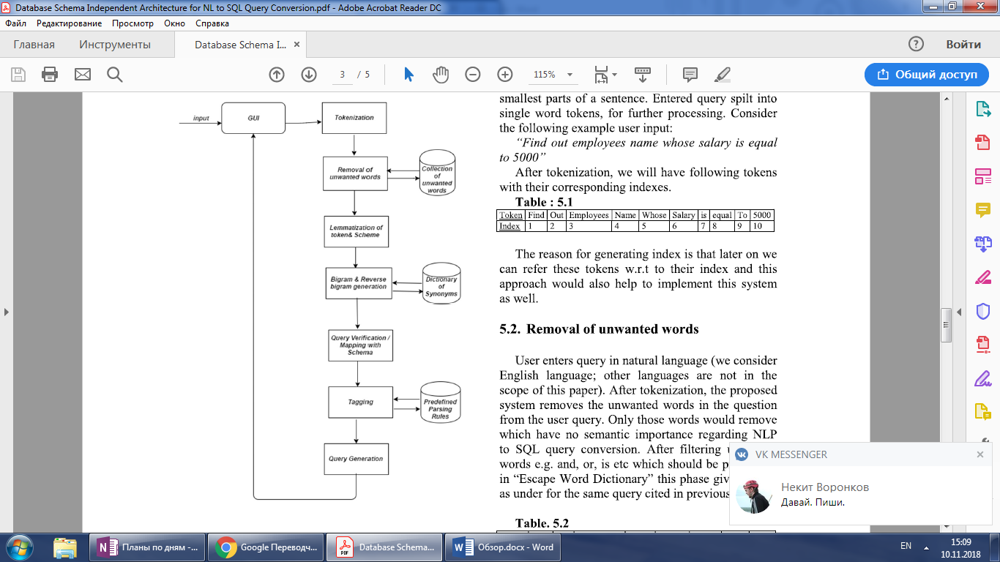 Database Schema Independent Architecture for NL to SQL Query Conversion.pdf - Adobe Acrobat Reader DC
Файл Редактирование Просмотр Окно Справка
Главная Инструменты Database Schema I... ×
Войти
3 / 5
115%
Общий доступ
input
GUI
Tokenization
Removal of
unwanted words
Collection
of
unwanted
words
Lemmatization of
token& Scheme
Bigram & Reverse
bigram generation
Dictionary
of
Synonyms
Query Verification /
Mapping with
Schema
Tagging
Predefined
Parsing
Rules
Query Generation
smallest parts of a sentence. Entered query spilt into
single word tokens, for further processing. Consider
the following example user input:
“Find out employees name whose salary is equal
to 5000”
After tokenization, we will have following tokens
with their corresponding indexes.
Table : 5.1
Token Find Out Employees Name Whose Salary is equal To 5000
Index 1 2 3 4 5 6 7 8 9 10
The reason for generating index is that later on we
can refer these tokens w.r.t to their index and this
approach would also help to implement this system
as well.
5.2. Removal of unwanted words
User enters query in natural language (we consider
English language; other languages are not in the
scope of this paper). After tokenization, the proposed
system removes the unwanted words in the question
from the user query. Only those words would remove
which have no semantic importance regarding NLP
to SQL query conversion. After filtering
words e.g. and, or, is etc which should be
in “Escape Word Dictionary” this phase
as under for the same query cited in previous
Table. 5.2
VK MESSENGER
Некит Воронков
Давай. Пиши.
Планы по дням -...
Google Переводч...
Database Schema...
Обзор.docx - Word
EN
15:09
10.11.2018